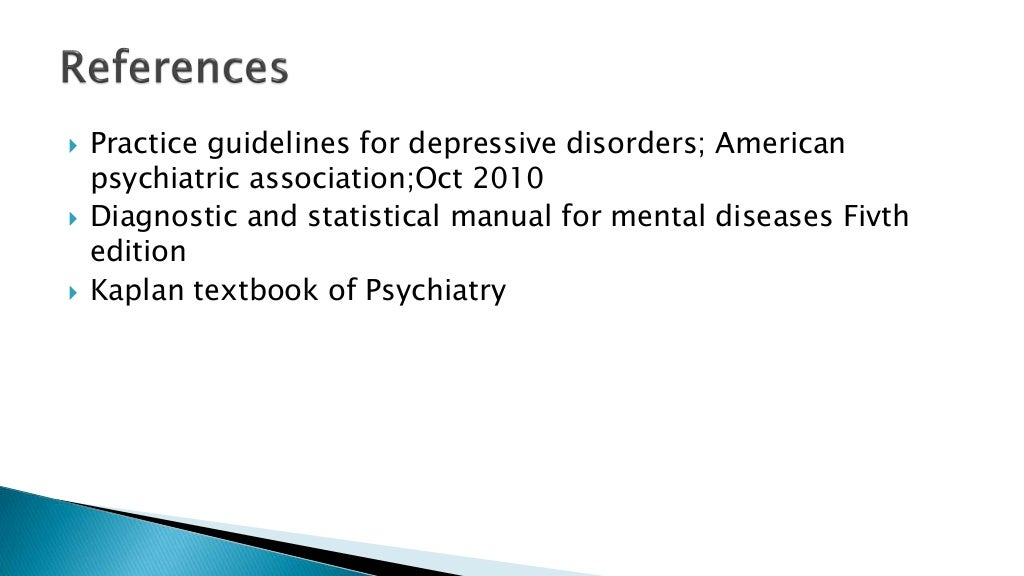 References
Practice guidelines for depressive disorders; American
psychiatric association;Oct 2010
Diagnostic and statistical manual for mental diseases Fivth
edition
Kaplan textbook of Psychiatry